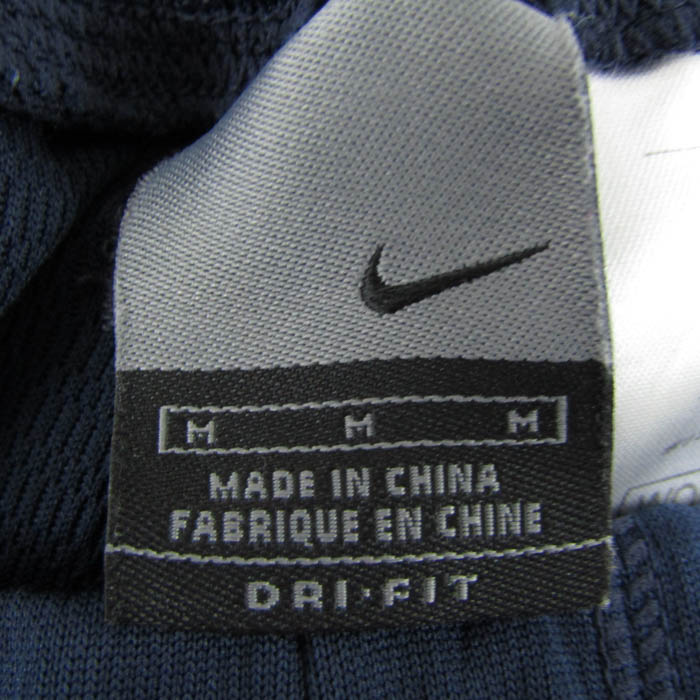 M M M
MADE IN CHINA
FABRIQUE EN CHINE
DRI·FIT